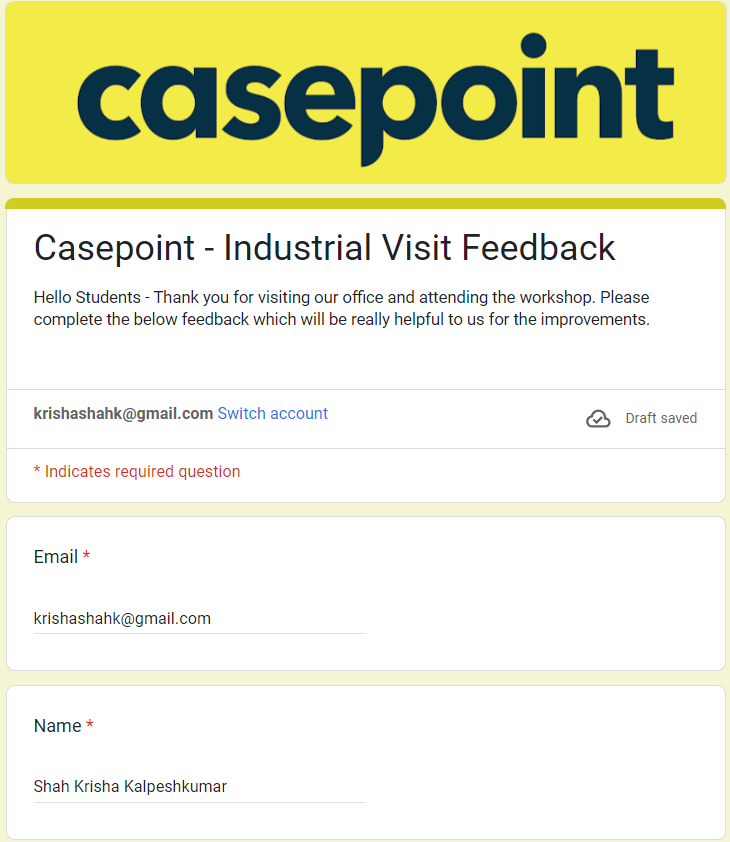 casepoint
Casepoint - Industrial Visit Feedback
Hello Students - Thank you for visiting our office and attending the workshop. Please
complete the below feedback which will be really helpful to us for the improvements.
krishashahk@gmail.com Switch account
Draft saved
* Indicates required question
Email *
krishashahk@gmail.com
Name *
Shah Krisha Kalpeshkumar